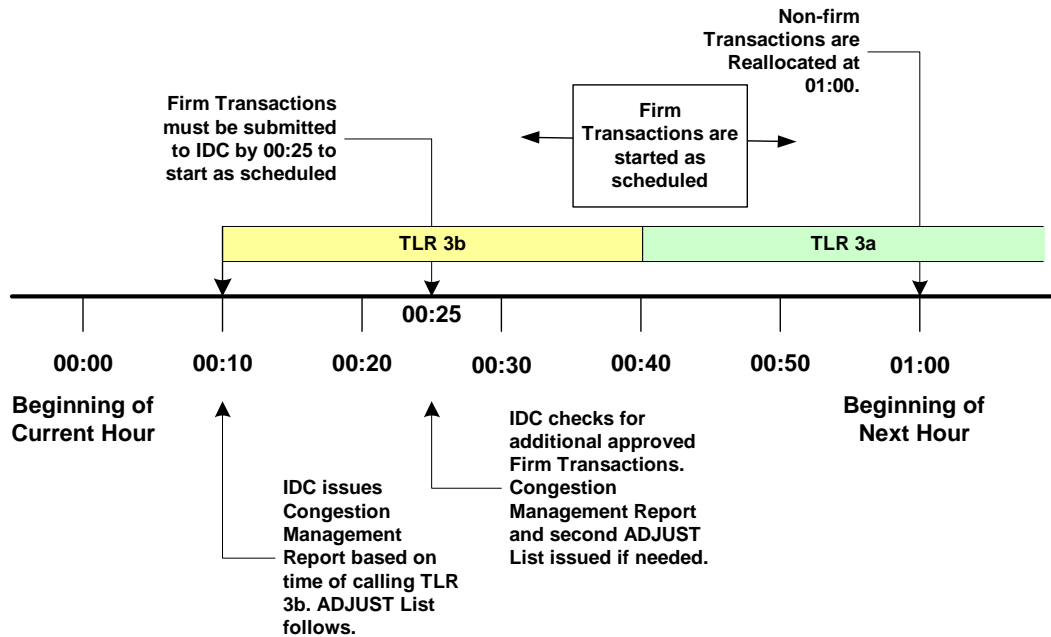 Non-firm
Transactions are
Reallocated at
01:00.
Firm Transactions
must be submitted
to IDC by 00:25 to
start as scheduled
Firm
Transactions are
started as
scheduled
TLR 3b
TLR 3a
00:25
00:00
00:10
00:20
00:30
00:40
00:50
01:00
Beginning of
Current Hour
Beginning of
Next Hour
IDC issues
Congestion
Management
Report based on
time of calling TLR
3b. ADJUST List
follows.
IDC checks for
additional approved
Firm Transactions.
Congestion
Management Report
and second ADJUST
List issued if needed.